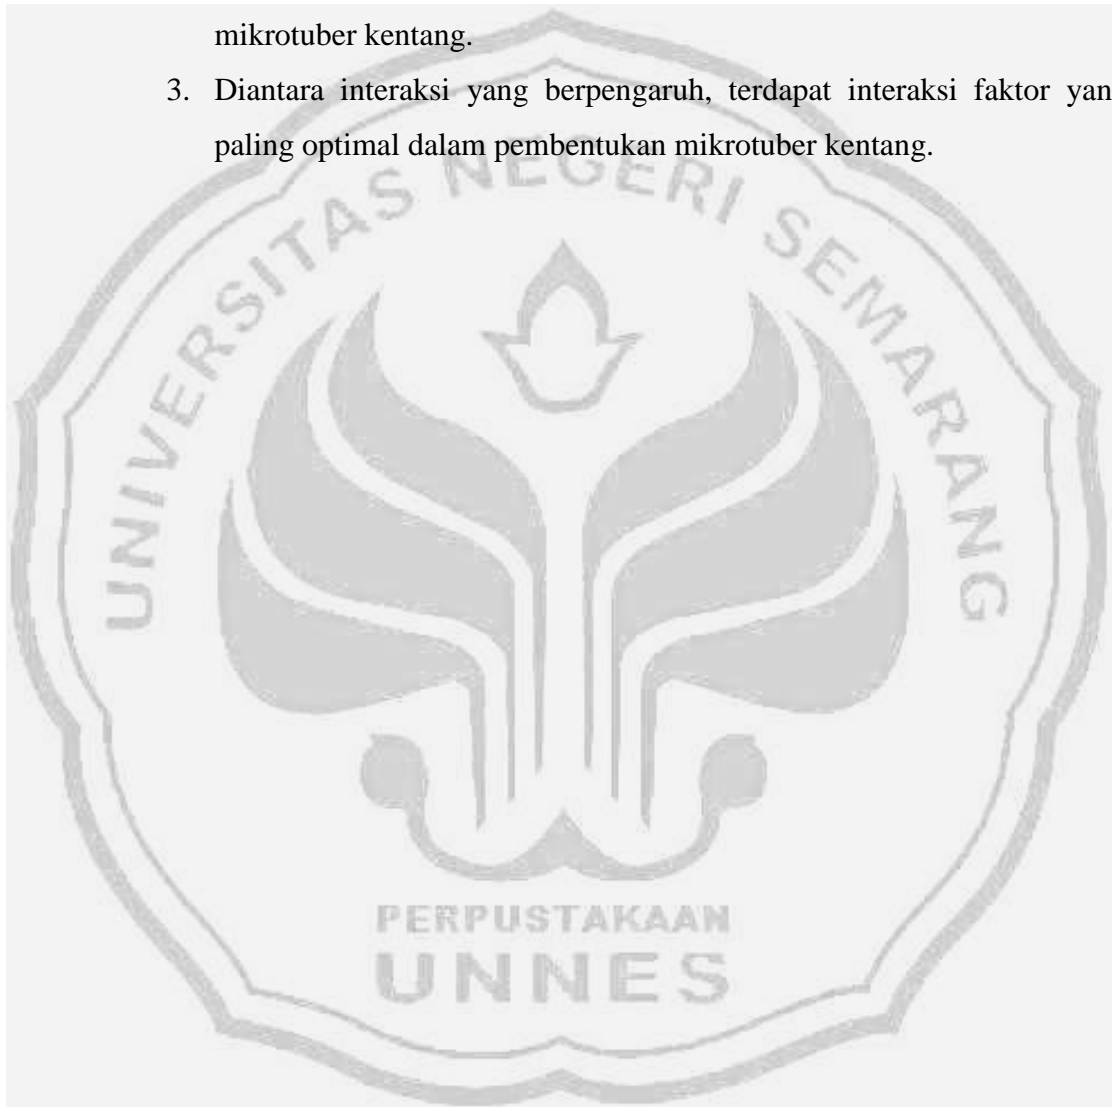 mikrotuber kentang.
3. Diantara interaksi yang berpengaruh, terdapat interaksi faktor yan
paling optimal dalam pembentukan mikrotuber kentang.
UNIVERSITAS NEGERI SEMARANG
PERPUSTAKAAN
UNNES